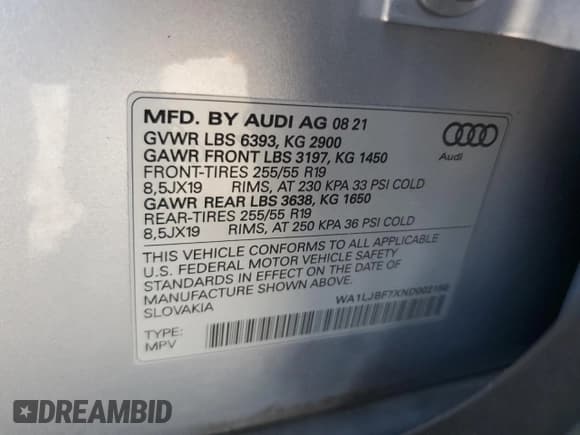 MFD. BY AUDI AG 08 21
GVWR LBS 6393, KG 2900
GAWR FRONT LBS 3197, KG 1450
FRONT-TIRES 255/55 R19
8,5JX19 RIMS, AT 230 KPA 33 PSI COLD
GAWR REAR LBS 3638, KG 1650
REAR-TIRES 255/55 R19
8,5JX19 RIMS, AT 250 KPA 36 PSI COLD
THIS VEHICLE CONFORMS TO ALL APPLICABLE
U.S. FEDERAL MOTOR VEHICLE SAFETY
STANDARDS IN EFFECT ON THE DATE OF
MANUFACTURE SHOWN ABOVE.
SLOVAKIA
TYPE:
MPV
Audi
DREAMBID